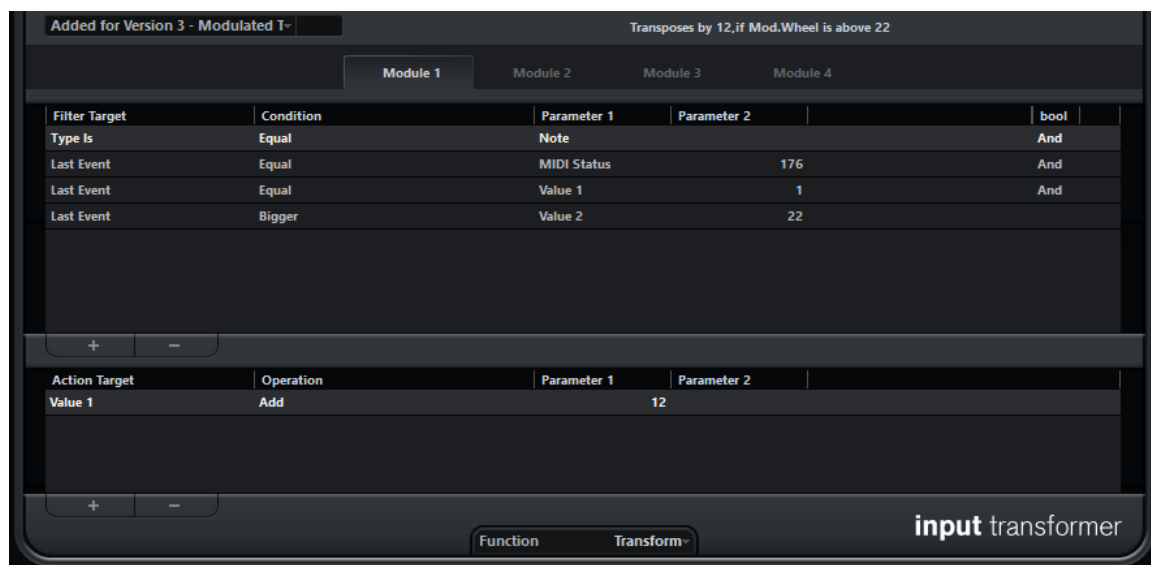 Added for Version 3 - Modulated T Transposes by 12,if Mod.Wheel is above 22
Module 1 Module 2 Module 3 Module 4
Filter Target Condition Parameter 1 Parameter 2 bool
Type Is Equal Note And
Last Event Equal MIDI Status 176 And
Last Event Equal Value 1 1 And
Last Event Bigger Value 2 22
+ −
Action Target Operation Parameter 1 Parameter 2
Value 1 Add 12
+ −
input transformer
Function Transform